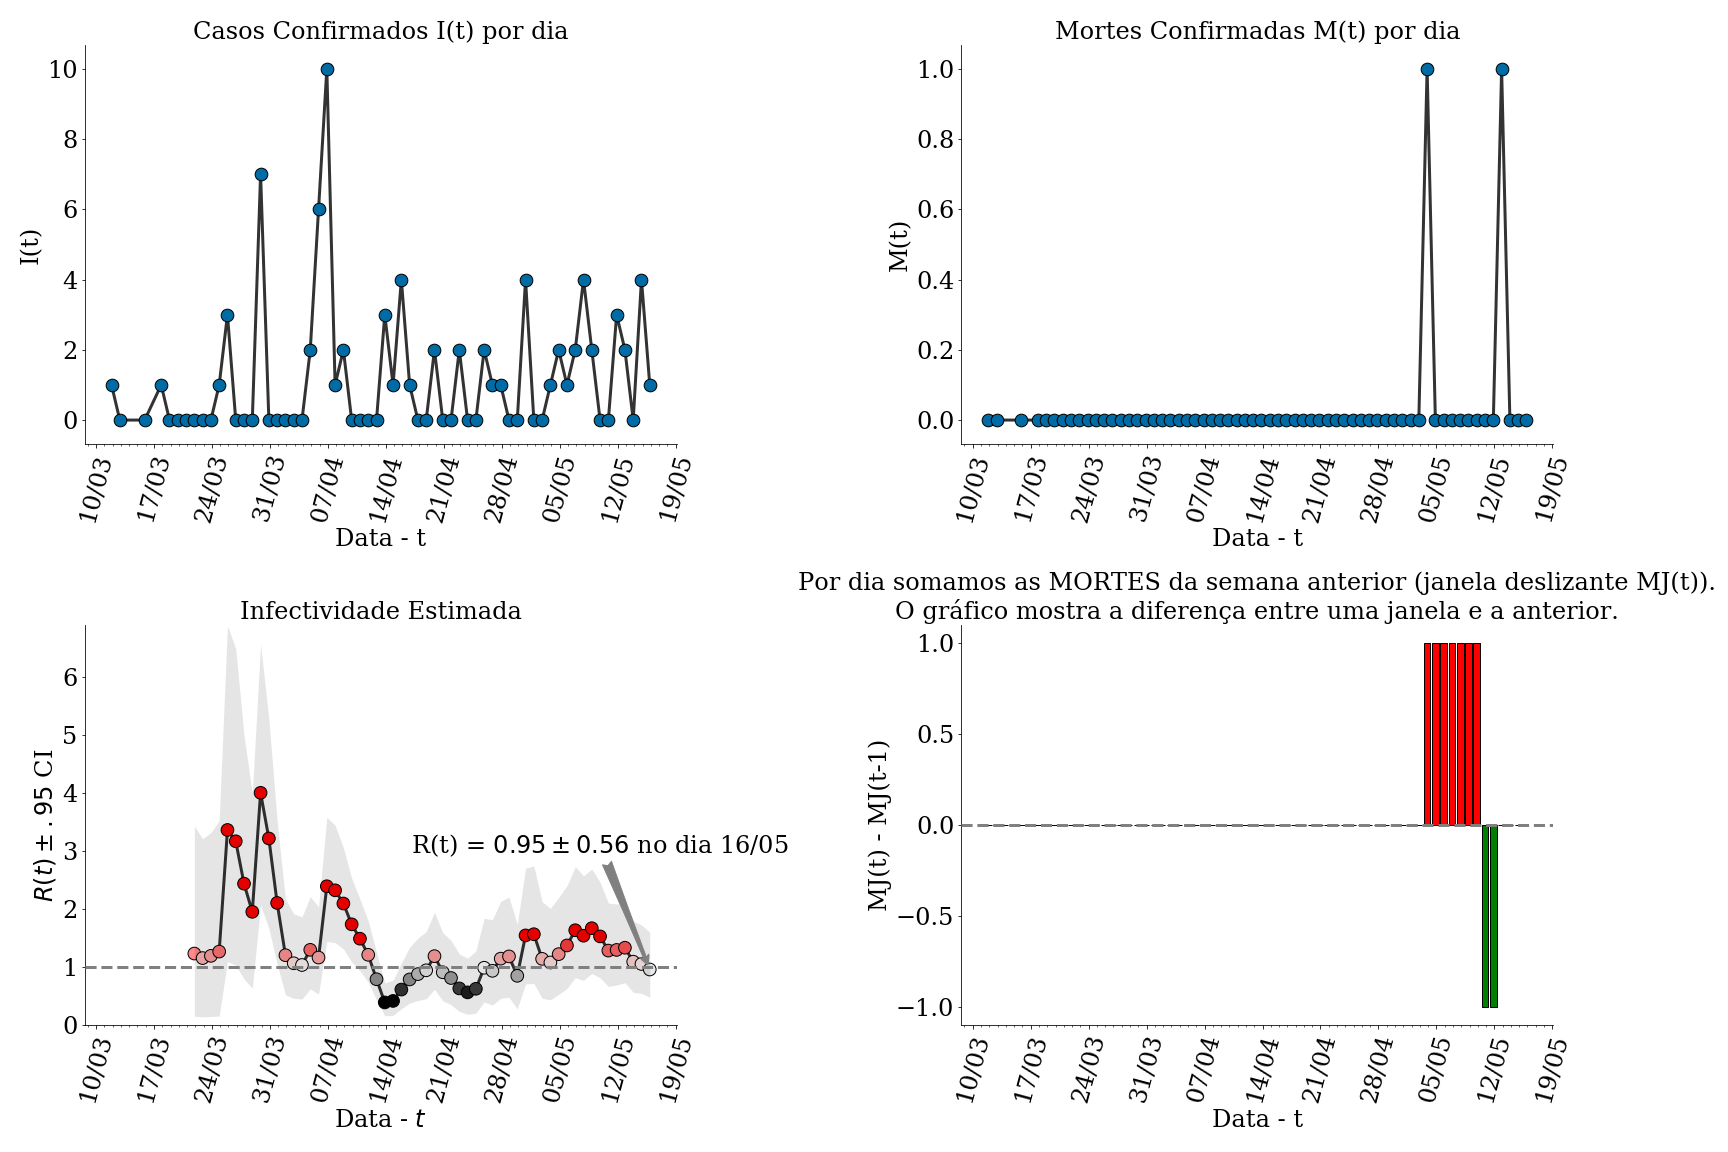 Casos Confirmados I(t) por dia
I(t)
10
8
6
4
2
0
10/03 17/03 24/03 31/03 07/04 14/04 21/04 28/04 05/05 12/05 19/05
Data - t
Mortes Confirmadas M(t) por dia
M(t)
1.0
0.8
0.6
0.4
0.2
0.0
10/03 17/03 24/03 31/03 07/04 14/04 21/04 28/04 05/05 12/05 19/05
Data - t
Infectividade Estimada
R(t) ± .95 CI
6
5
4
3
2
1
0
R(t) = 0.95 ± 0.56 no dia 16/05
10/03 17/03 24/03 31/03 07/04 14/04 21/04 28/04 05/05 12/05 19/05
Data - t
Por dia somamos as MORTES da semana anterior (janela deslizante MJ(t)).
O gráfico mostra a diferença entre uma janela e a anterior.
MJ(t) - MJ(t-1)
1.0
0.5
0.0
−0.5
−1.0
10/03 17/03 24/03 31/03 07/04 14/04 21/04 28/04 05/05 12/05 19/05
Data - t